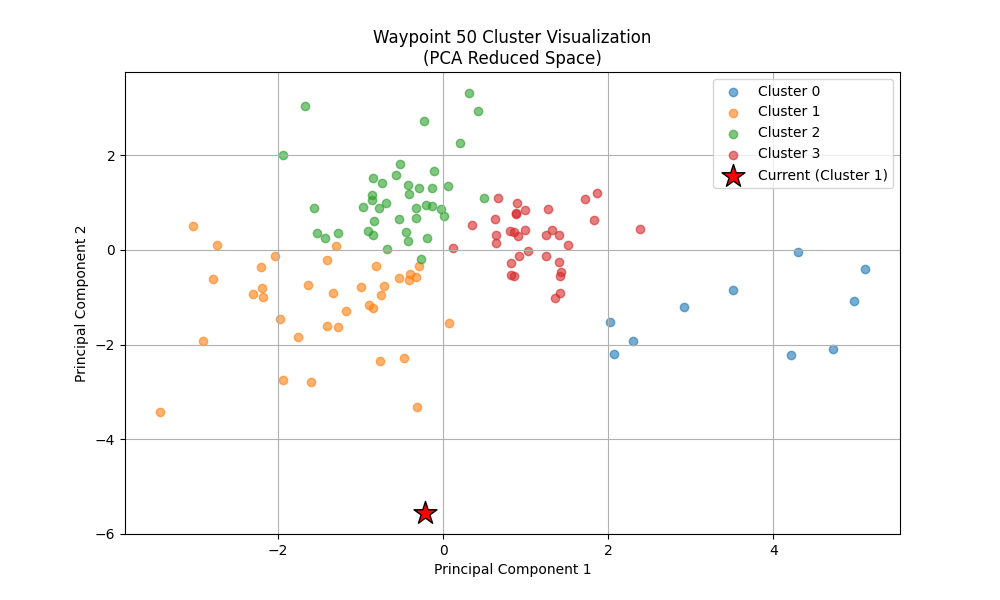 Waypoint 50 Cluster Visualization
(PCA Reduced Space)
Cluster 0
Cluster 1
Cluster 2
Cluster 3
Current (Cluster 1)
Principal Component 2
2
0
−2
−4
−6
−2
0
2
4
Principal Component 1